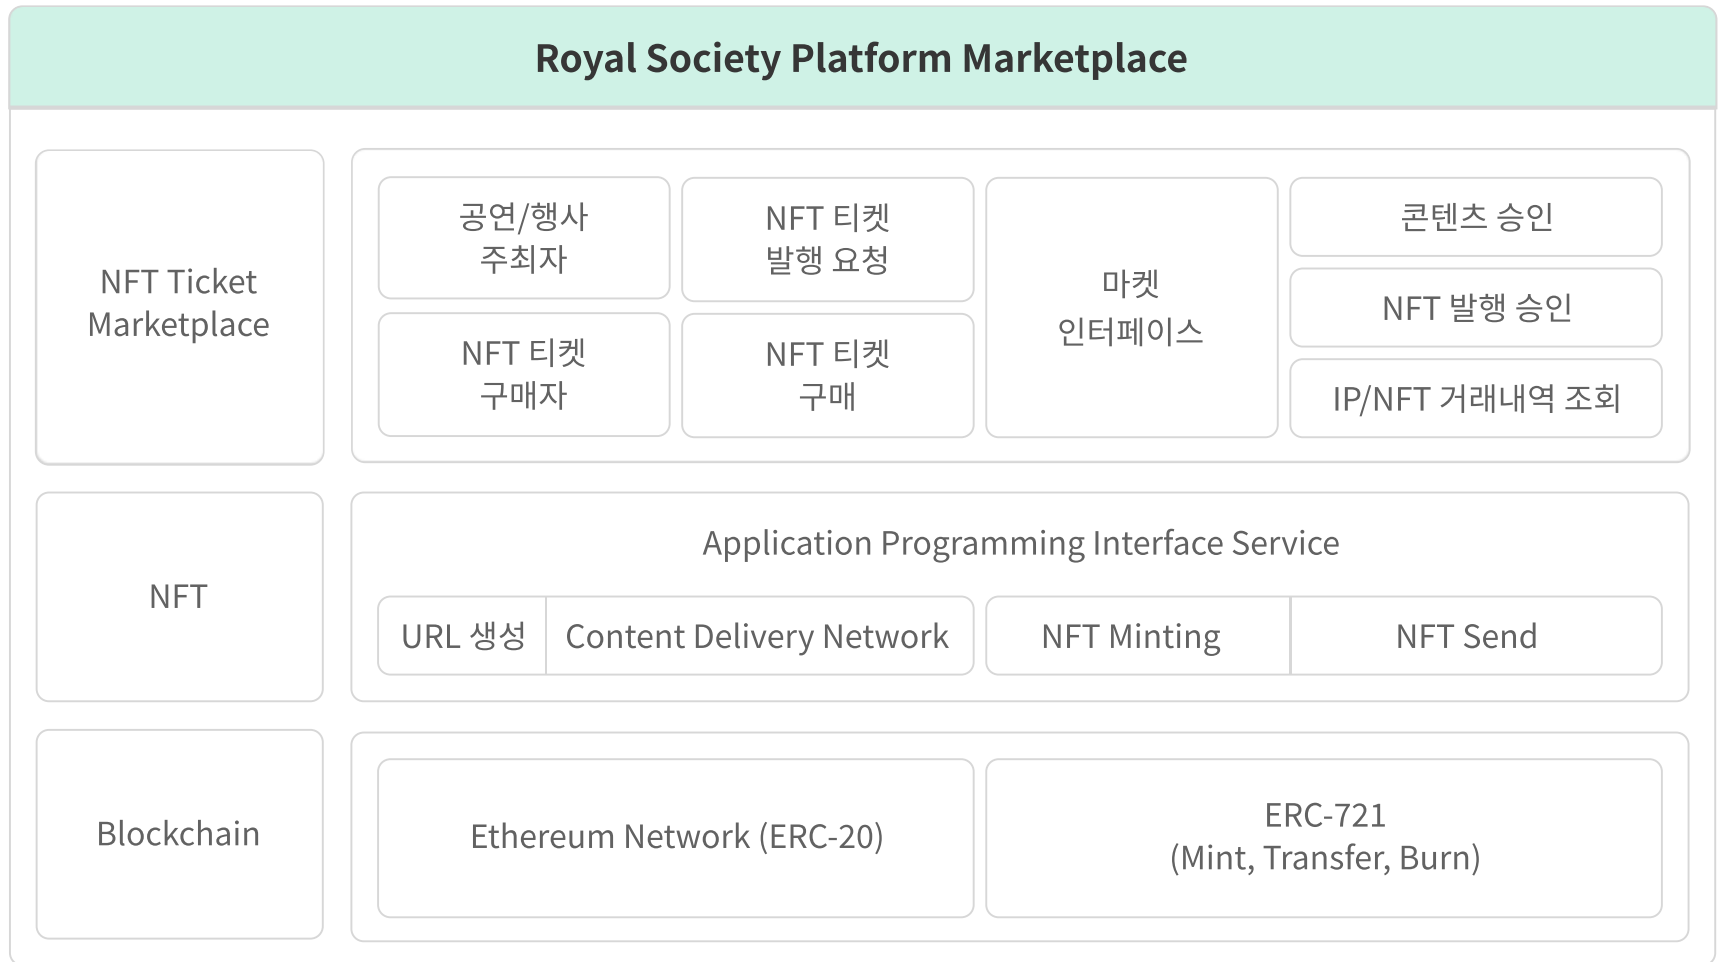 Royal Society Platform Marketplace
NFT Ticket
Marketplace
공연/행사
주최자
NFT 티켓
발행 요청
NFT 티켓
구매자
NFT 티켓
구매
마켓
인터페이스
콘텐츠 승인
NFT 발행 승인
IP/NFT 거래내역 조회
NFT
Application Programming Interface Service
URL 생성
Content Delivery Network
NFT Minting
NFT Send
Blockchain
Ethereum Network (ERC-20)
ERC-721
(Mint, Transfer, Burn)